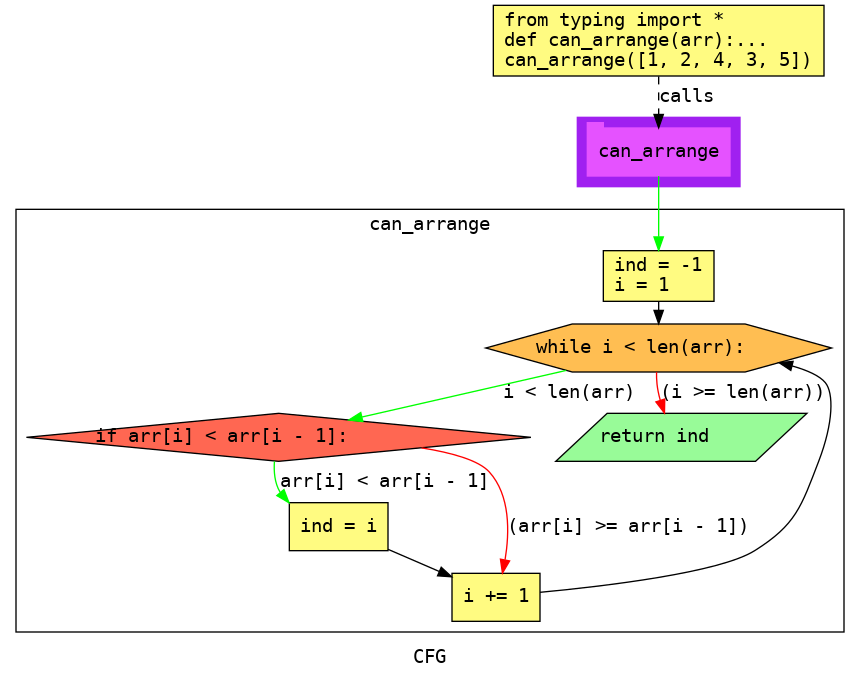 from typing import *
def can_arrange(arr):...
can_arrange([1, 2, 4, 3, 5])
calls
can_arrange
can_arrange
ind = -1
i = 1
while i < len(arr):
i < len(arr)
(i >= len(arr))
if arr[i] < arr[i - 1]:
return ind
arr[i] < arr[i - 1]
ind = i
(arr[i] >= arr[i - 1])
i += 1
CFG